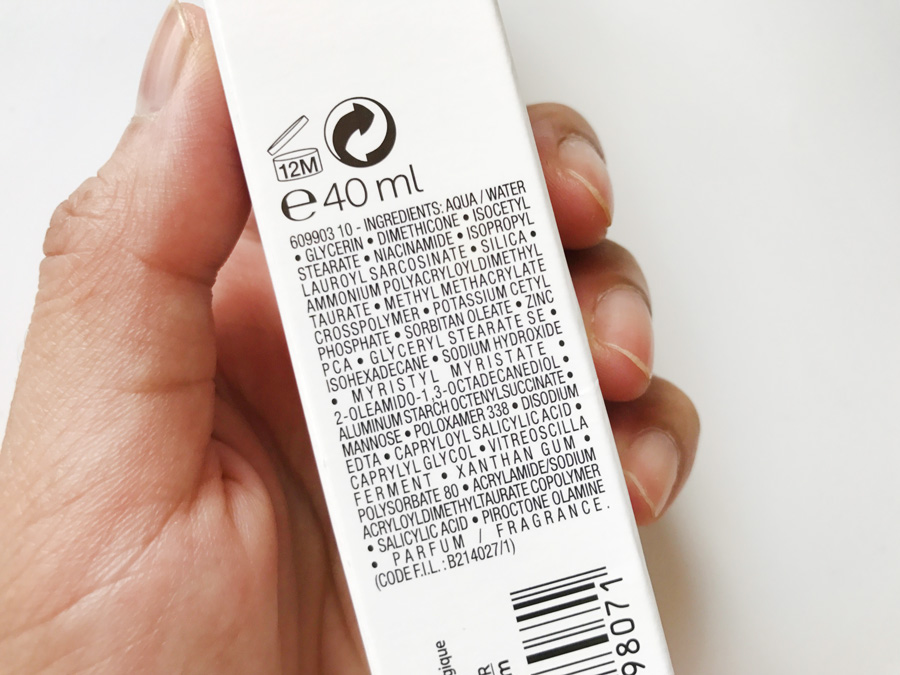 12M
℮ 40 ml
609903 10 - INGREDIENTS: AQUA / WATER
• GLYCERIN • DIMETHICONE • ISOCETYL
STEARATE • NIACINAMIDE • ISOPROPYL
LAUROYL SARCOSINATE • SILICA •
AMMONIUM POLYACRYLOYLDIMETHYL
TAURATE • METHYL METHACRYLATE
CROSSPOLYMER • POTASSIUM CETYL
PHOSPHATE • SORBITAN OLEATE • ZINC
PCA • GLYCERYL STEARATE SE •
ISOHEXADECANE • SODIUM HYDROXIDE
• MYRISTYL MYRISTATE •
2-OLEAMIDO-1,3-OCTADECANEDIOL •
ALUMINUM STARCH OCTENYLSUCCINATE •
MANNOSE • POLOXAMER 338 • DISODIUM
EDTA • CAPRYLOYL SALICYLIC ACID •
CAPRYLYL GLYCOL • VITREOSCILLA
FERMENT • XANTHAN GUM •
POLYSORBATE 80 • ACRYLAMIDE/SODIUM
ACRYLOYLDIMETHYLTAURATE COPOLYMER
• SALICYLIC ACID • PIROCTONE OLAMINE
• PARFUM / FRAGRANCE.
(CODE F.I.L. : B214027/1)
98071
gique
R
m